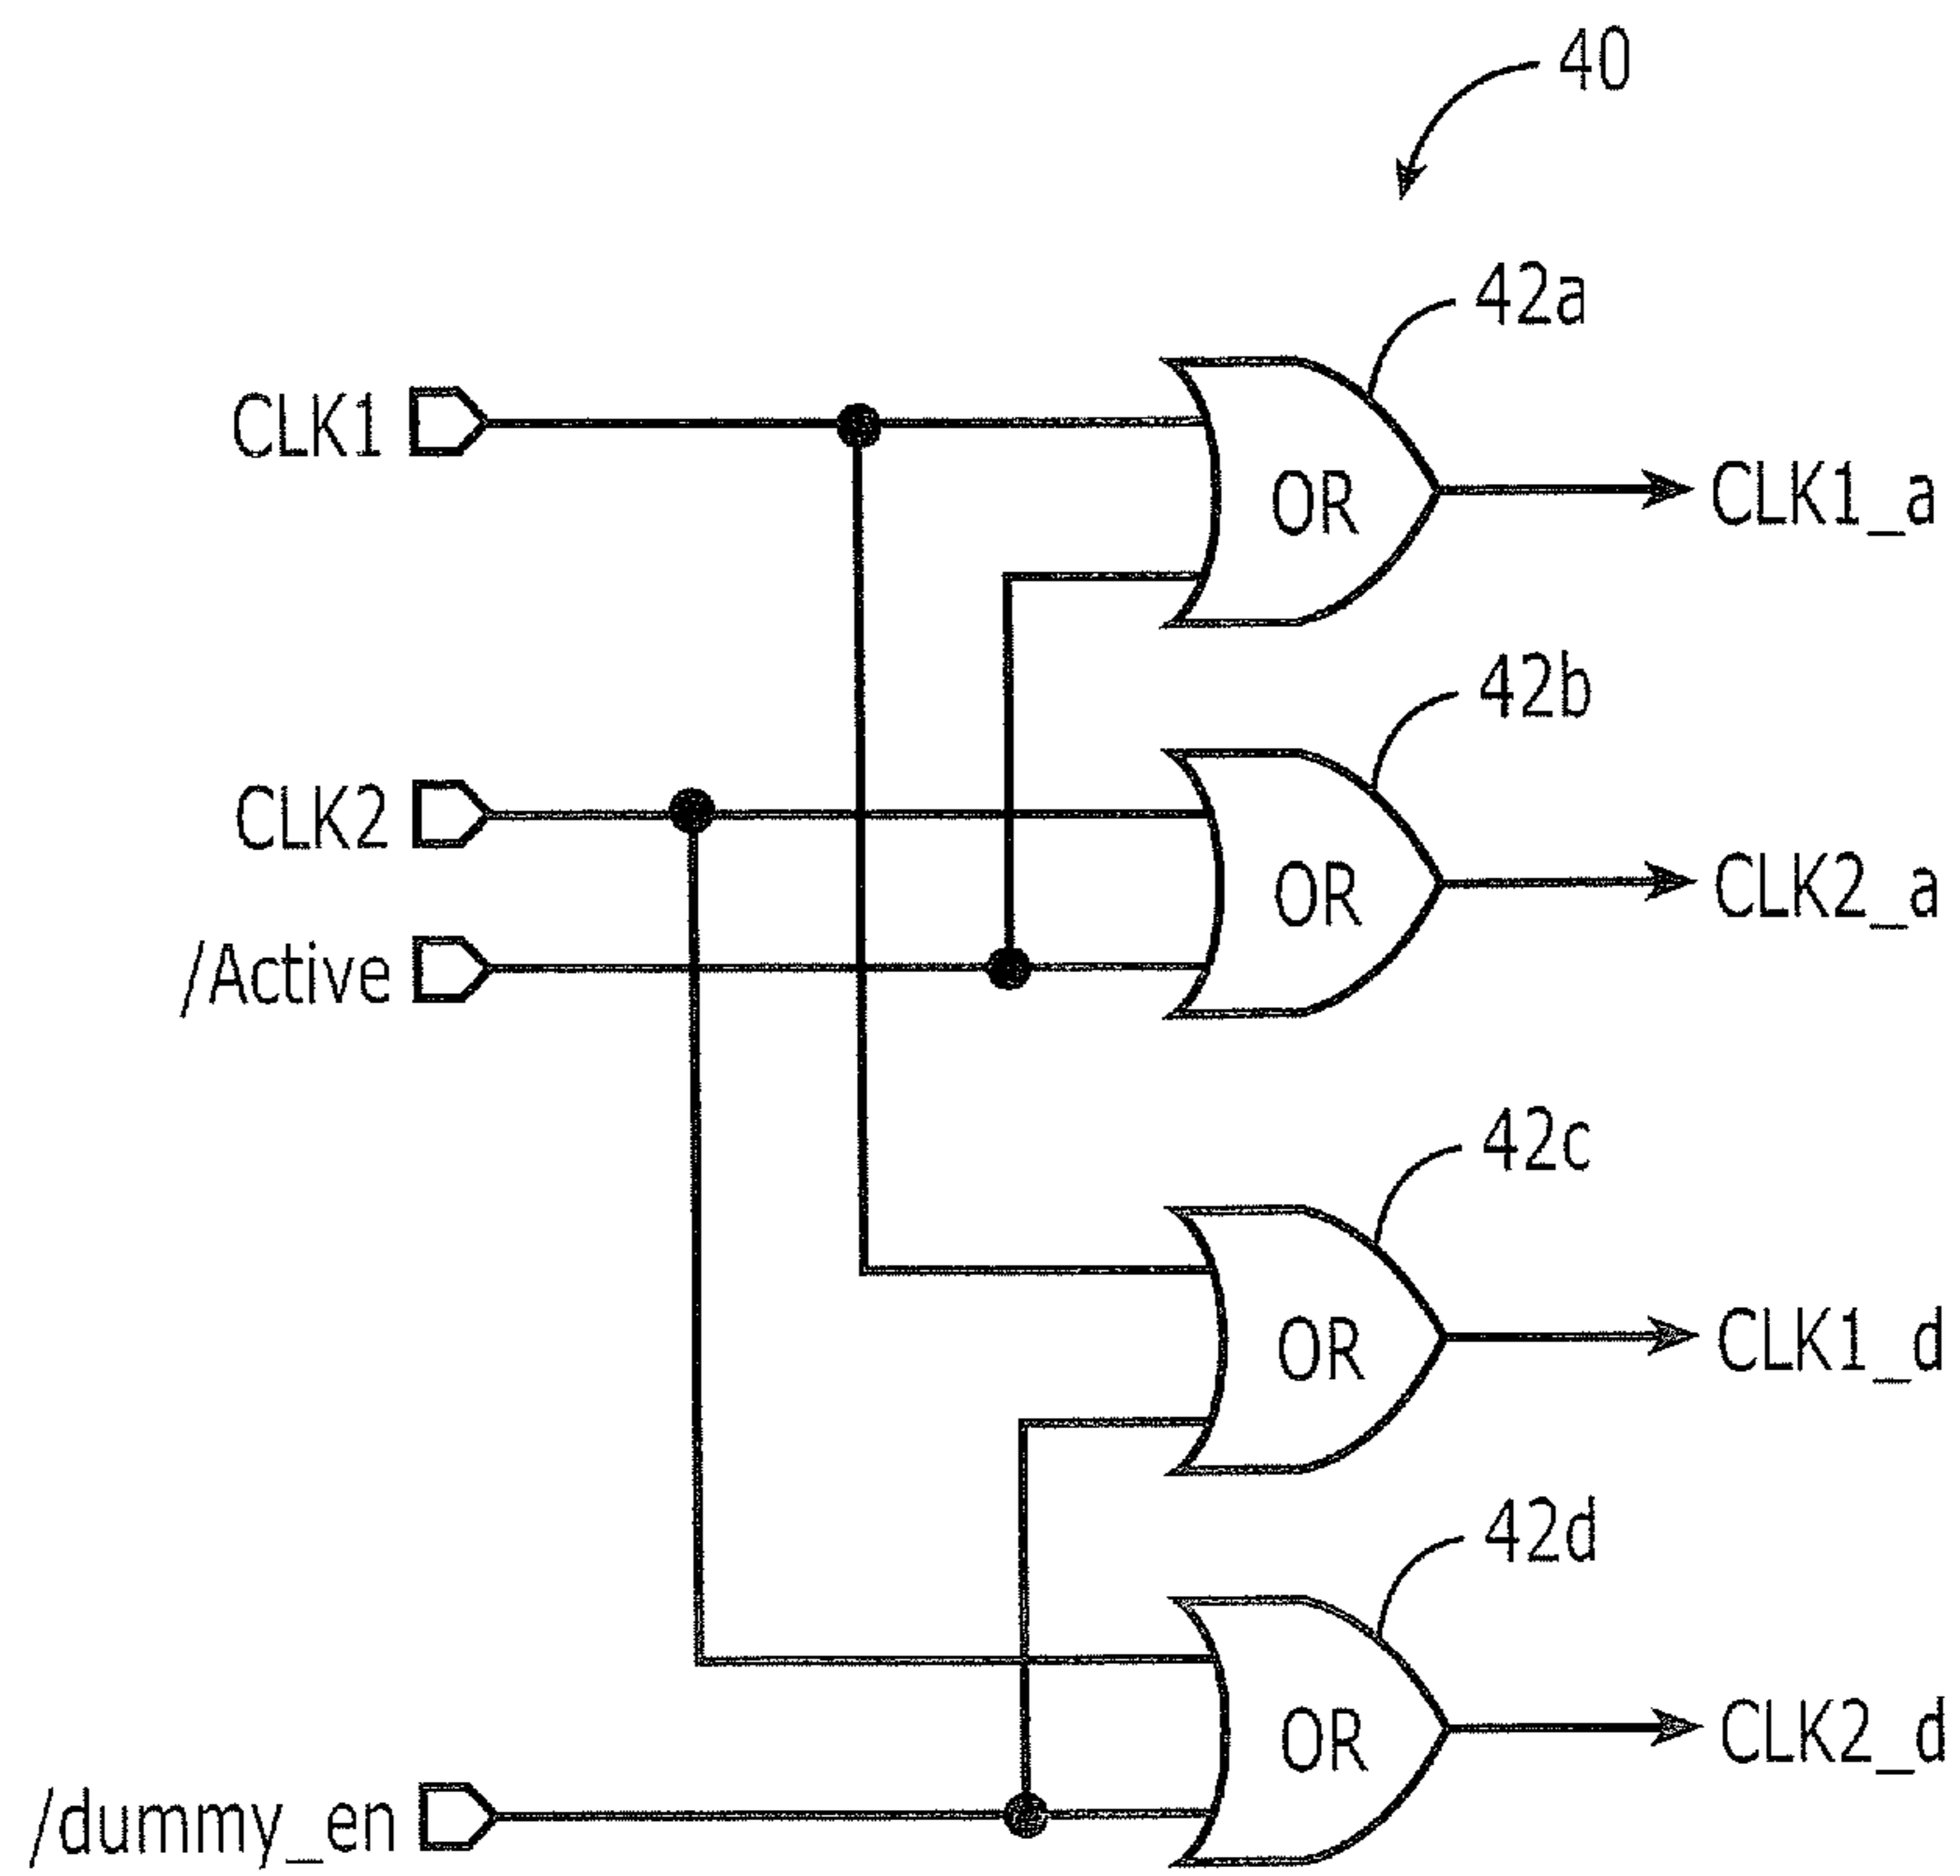 40
42a
CLK1
OR
CLK1_a
42b
CLK2
OR
CLK2_a
/Active
42c
OR
CLK1_d
42d
OR
CLK2_d
/dummy_en